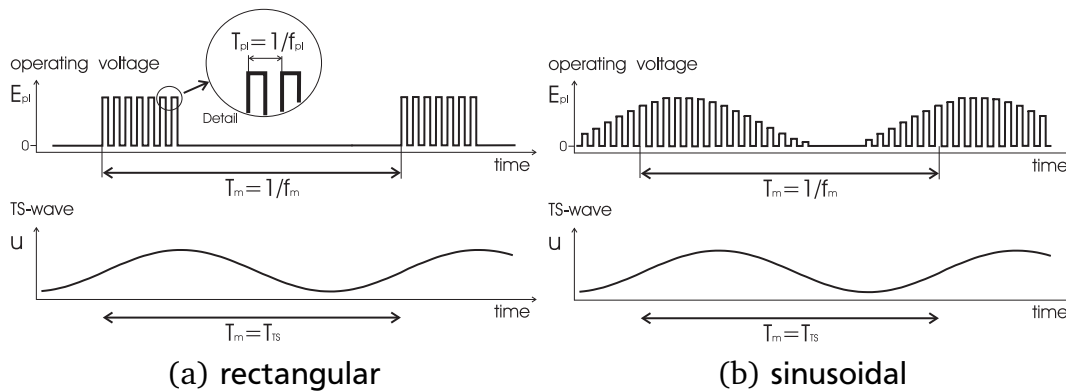 T_pl=1/f_pl
operating voltage
E_pl
Detail
0
time
T_m=1/f_m
TS-wave
u
time
T_m=T_TS
(a) rectangular
operating voltage
E_pl
0
time
T_m=1/f_m
TS-wave
u
time
T_m=T_TS
(b) sinusoidal